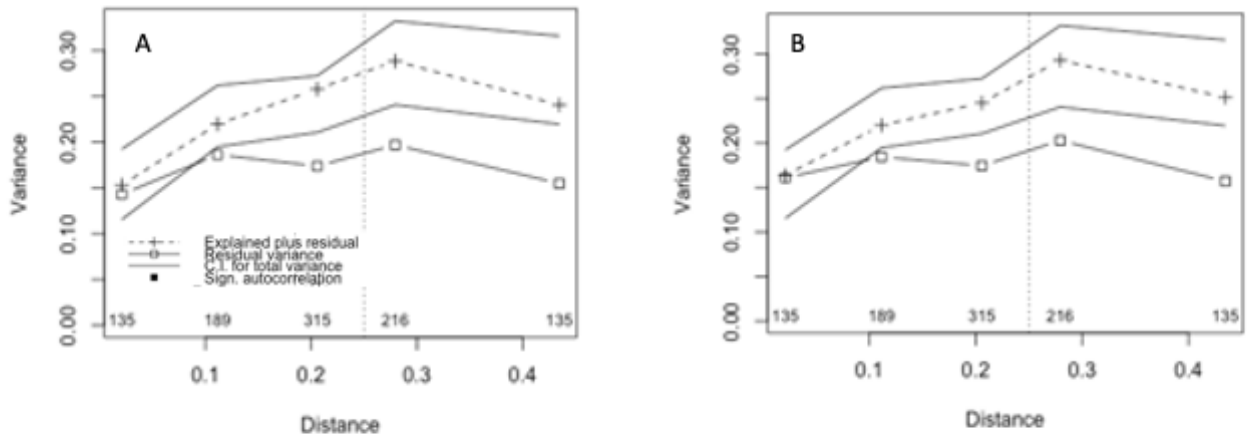 A
Variance
0.30
0.20
0.10
0.00
Explained plus residual
Residual variance
C.I. for total variance
Sign. autocorrelation
135 189 315 216 135
0.1 0.2 0.3 0.4
Distance
B
Variance
0.30
0.20
0.10
0.00
135 189 315 216 135
0.1 0.2 0.3 0.4
Distance